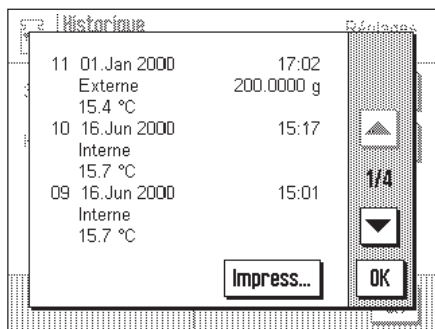 Historique Réglages
11 01.Jan 2000 17:02
Externe 200.0000 g
15.4 °C
10 16.Jun 2000 15:17
Interne
15.7 °C
1/4
09 16.Jun 2000 15:01
Interne
15.7 °C
Impress... OK